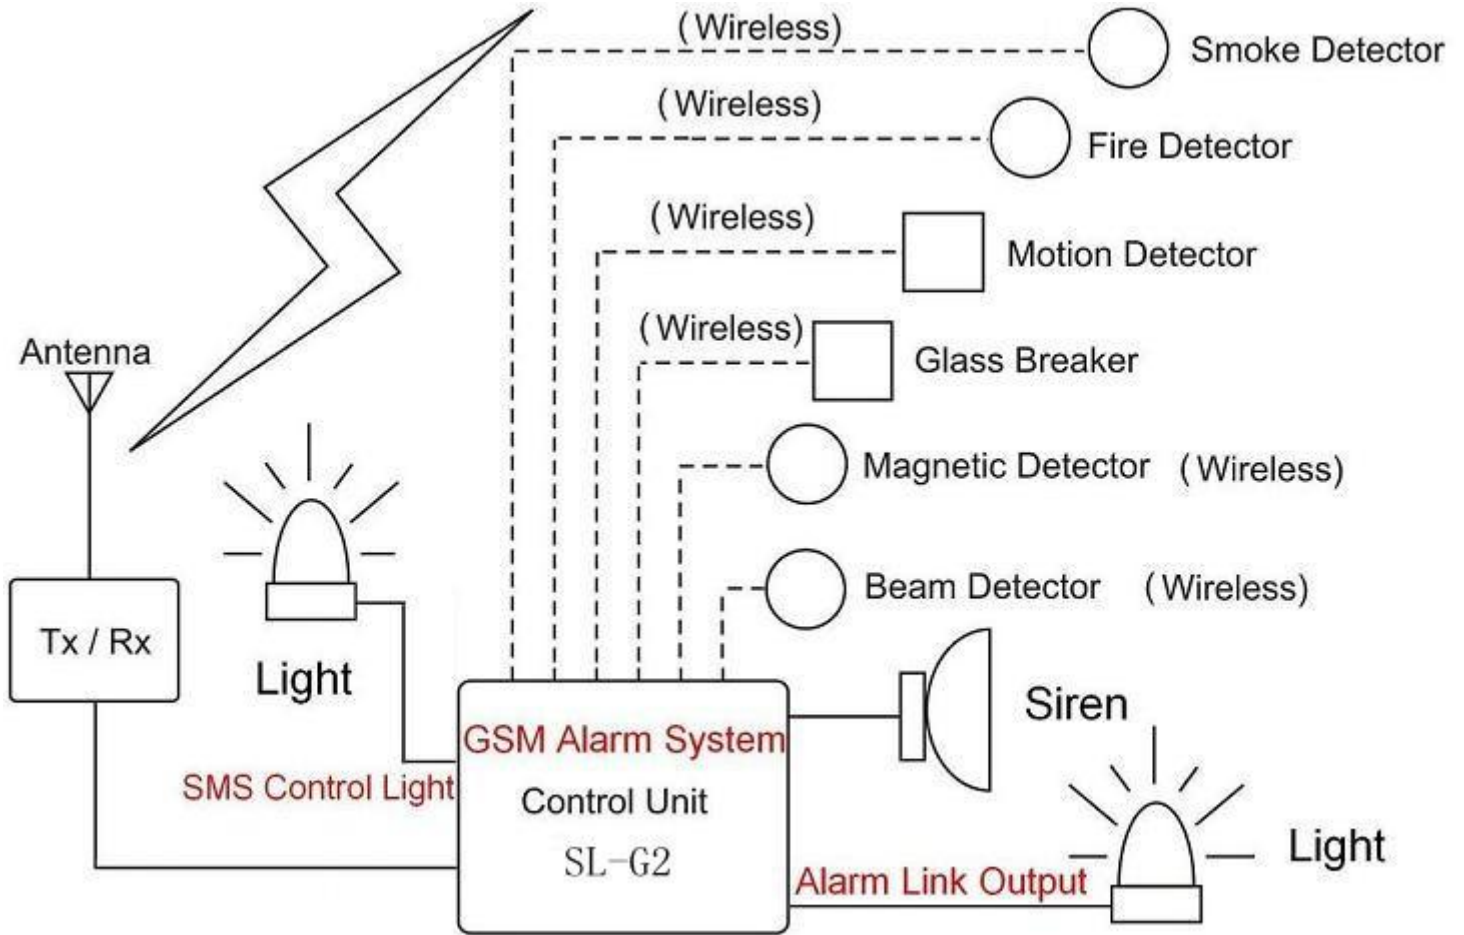 (Wireless)
Smoke Detector
(Wireless)
Fire Detector
(Wireless)
Motion Detector
(Wireless)
Glass Breaker
Antenna
Magnetic Detector (Wireless)
Beam Detector (Wireless)
Tx / Rx
Light
Siren
GSM Alarm System
SMS Control Light
Control Unit
SL-G2
Light
Alarm Link Output